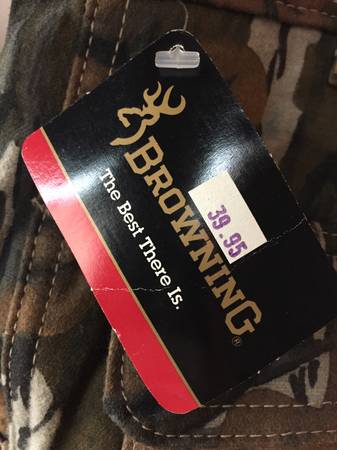 BROWNING®
39.95
The Best There Is.